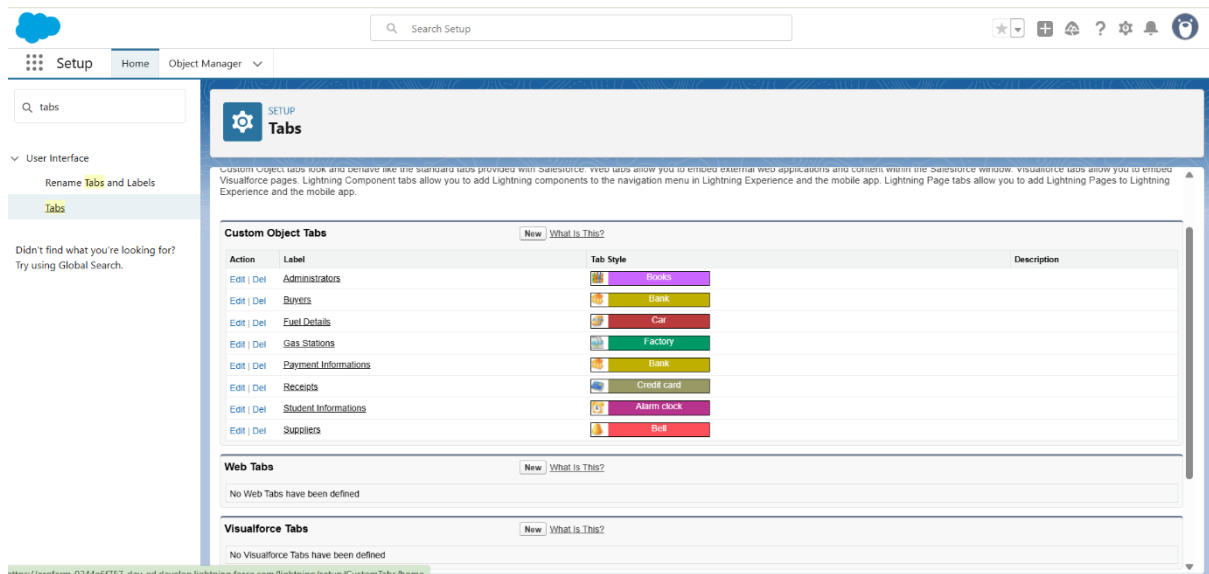 Search Setup
Setup Home Object Manager
tabs
SETUP
Tabs
User Interface
Rename Tabs and Labels
Tabs
Didn't find what you're looking for?
Try using Global Search.
Custom Object tabs look and behave like the standard tabs provided with Salesforce. Web tabs allow you to embed external web applications and content within the Salesforce window. Visualforce tabs allow you to embed
Visualforce pages. Lightning Component tabs allow you to add Lightning components to the navigation menu in Lightning Experience and the mobile app. Lightning Page tabs allow you to add Lightning Pages to Lightning
Experience and the mobile app.
Custom Object Tabs New What Is This?
Action Label Tab Style Description
Edit | Del Administrators Books
Edit | Del Buyers Bank
Edit | Del Fuel Details Car
Edit | Del Gas Stations Factory
Edit | Del Payment Informations Bank
Edit | Del Receipts Credit card
Edit | Del Student Informations Alarm clock
Edit | Del Suppliers Bell
Web Tabs New What Is This?
No Web Tabs have been defined
Visualforce Tabs New What Is This?
No Visualforce Tabs have been defined